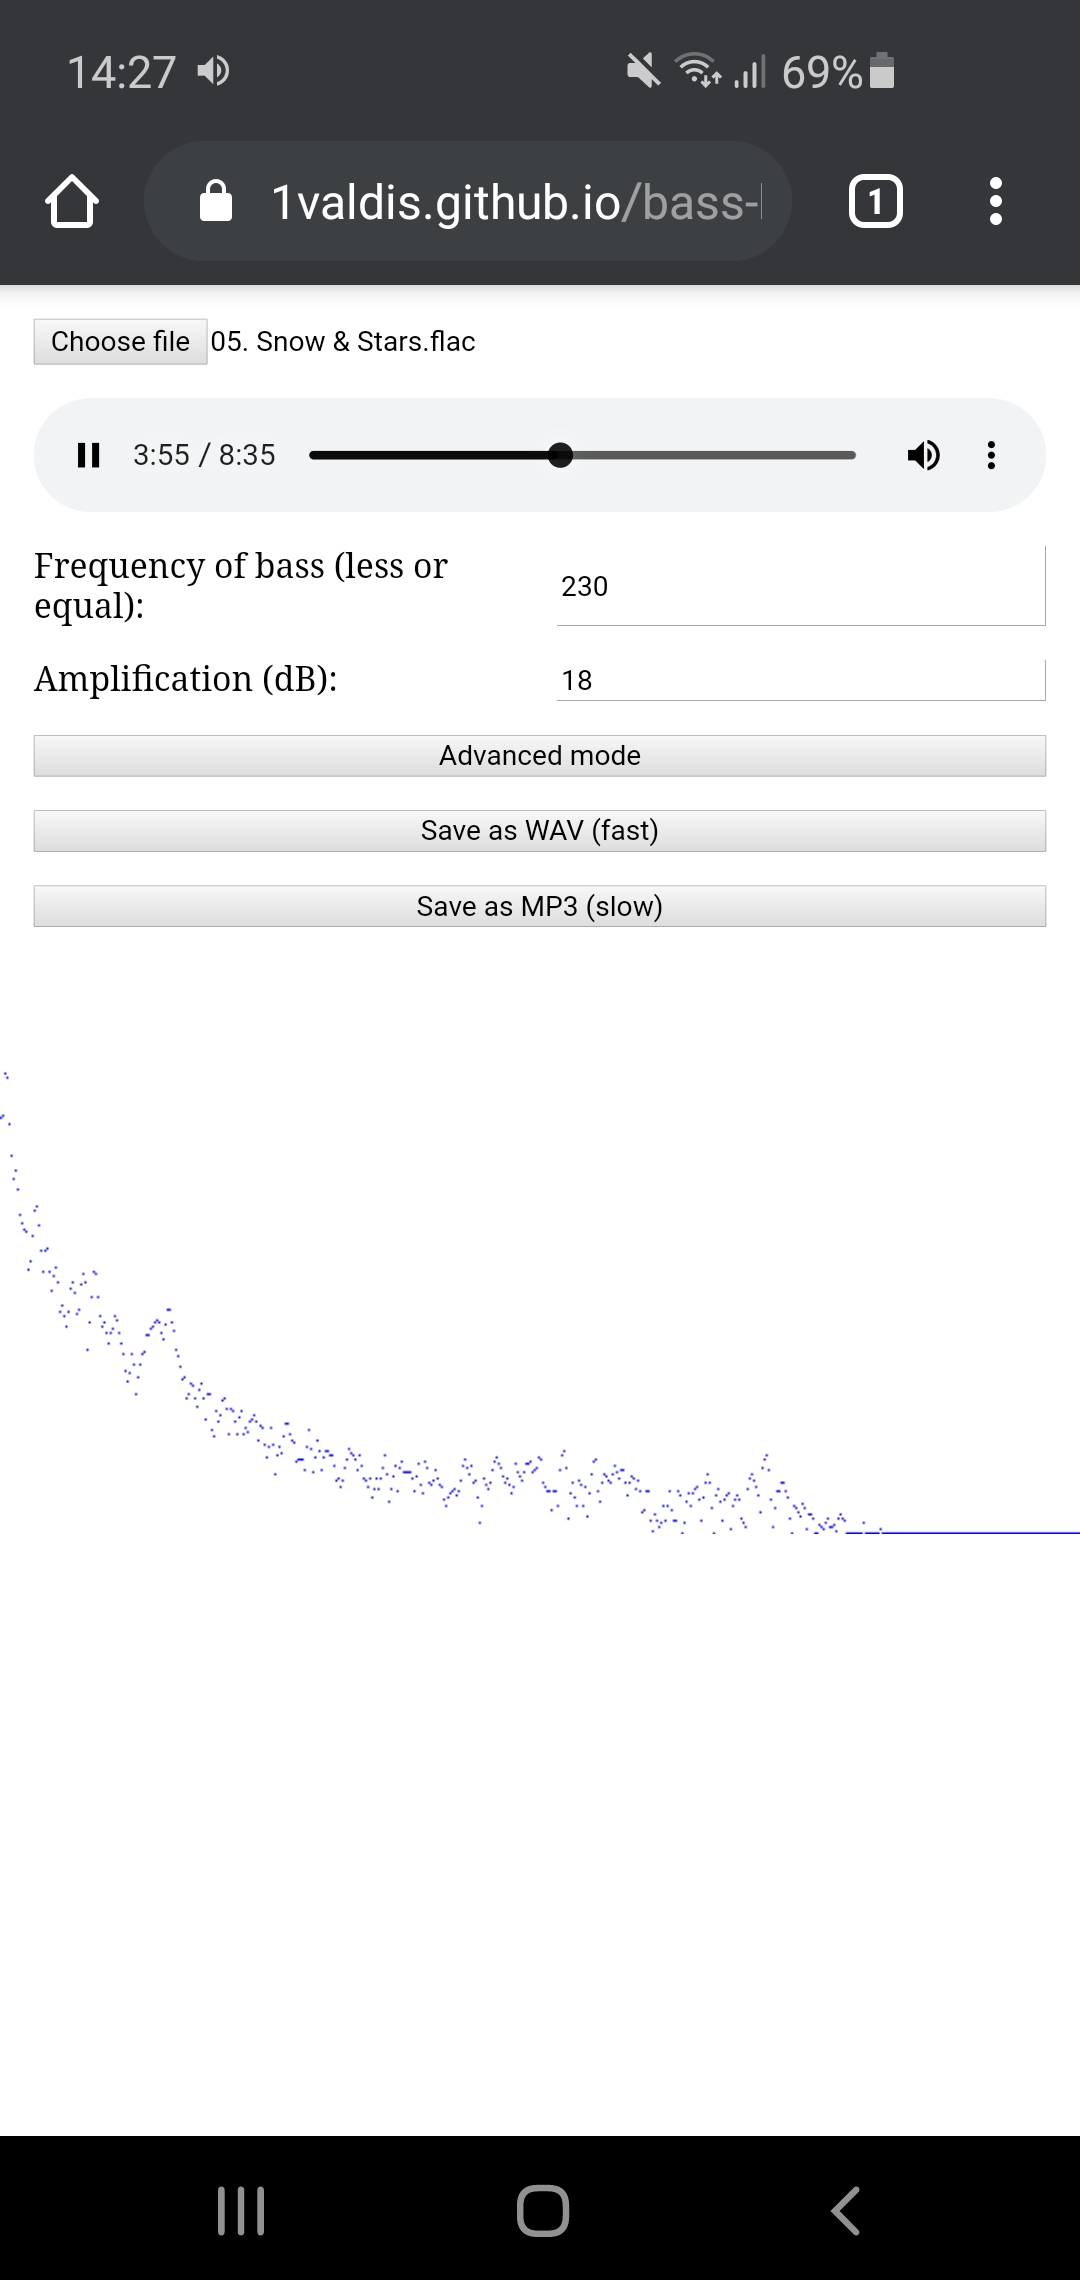 14:27 69%
1valdis.github.io/bass-
1
Choose file 05. Snow & Stars.flac
3:55 / 8:35
Frequency of bass (less or
equal):
230
Amplification (dB):
18
Advanced mode
Save as WAV (fast)
Save as MP3 (slow)